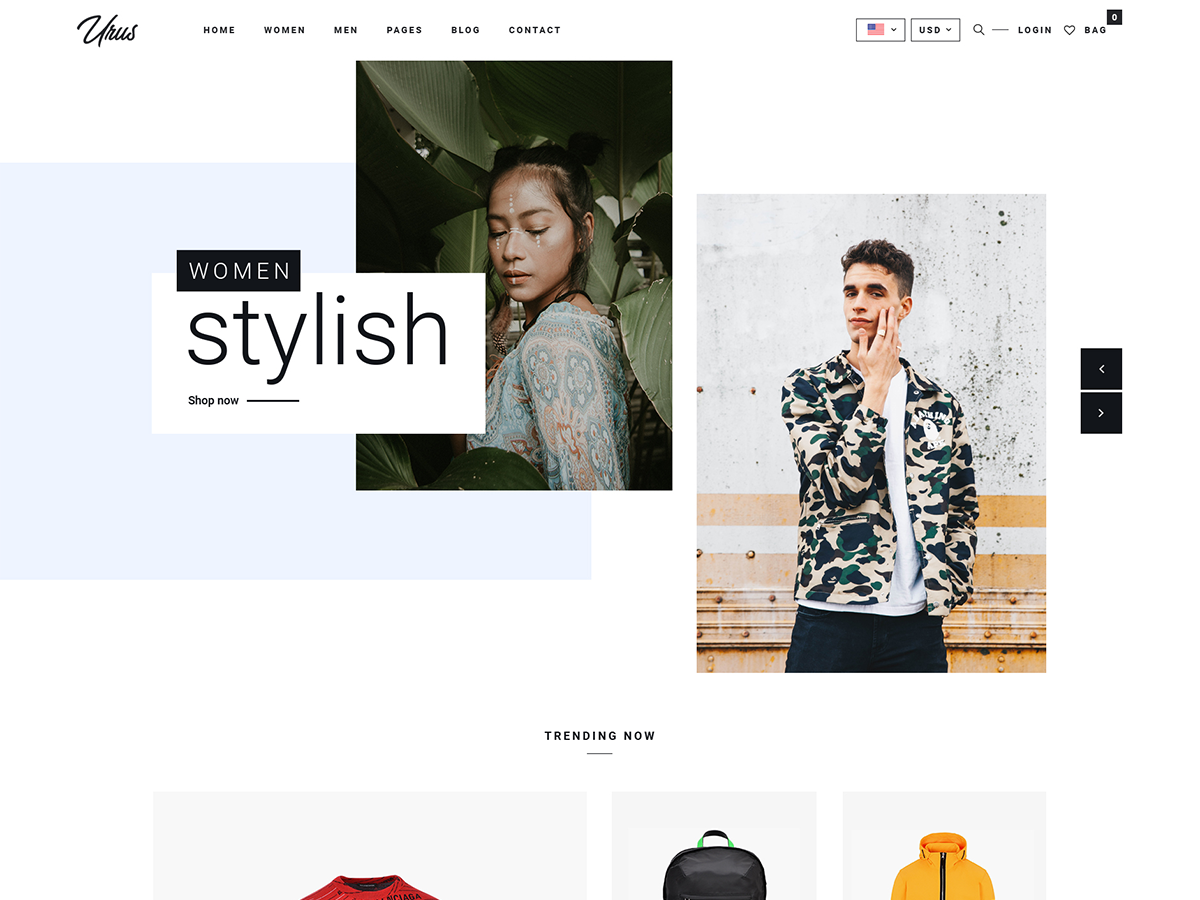 Urus
HOME WOMEN MEN PAGES BLOG CONTACT
USD
LOGIN
BAG
0
WOMEN
stylish
Shop now
TRENDING NOW